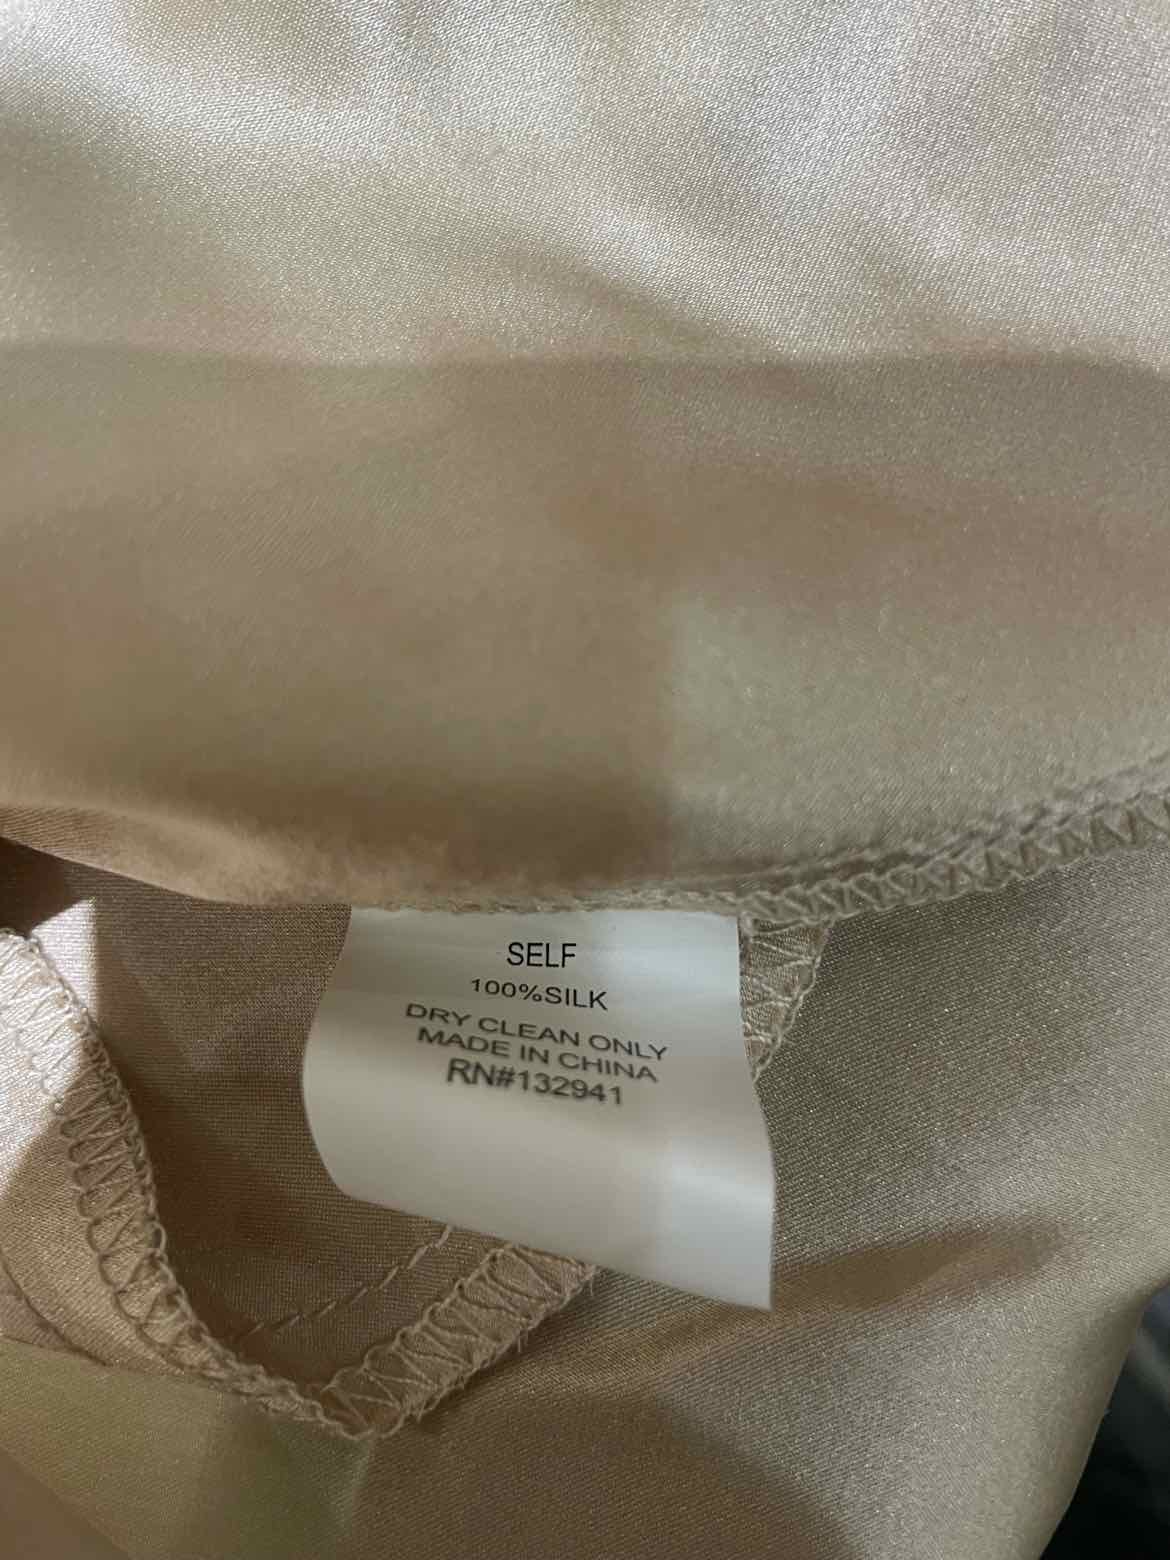 SELF
100%SILK
DRY CLEAN ONLY
MADE IN CHINA
RN#132941